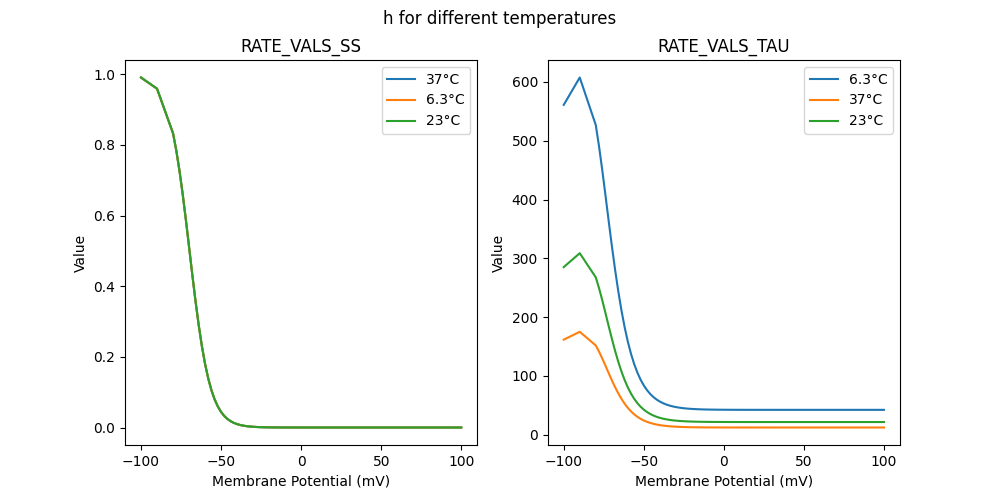 h for different temperatures
RATE_VALS_SS
RATE_VALS_TAU
1.0
0.8
0.6
0.4
0.2
0.0
Value
37°C
6.3°C
23°C
−100
−50
0
50
100
Membrane Potential (mV)
600
500
400
300
200
100
0
Value
6.3°C
37°C
23°C
−100
−50
0
50
100
Membrane Potential (mV)